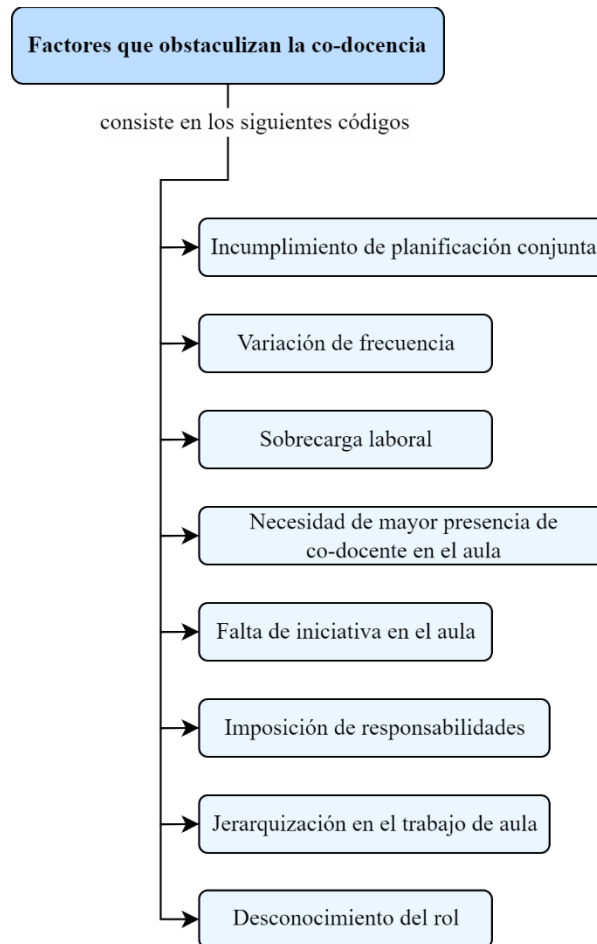 Factores que obstaculizan la co-docencia
consiste en los siguientes códigos
Incumplimiento de planificación conjunta
Variación de frecuencia
Sobrecarga laboral
Necesidad de mayor presencia de
co-docente en el aula
Falta de iniciativa en el aula
Imposición de responsabilidades
Jerarquización en el trabajo de aula
Desconocimiento del rol